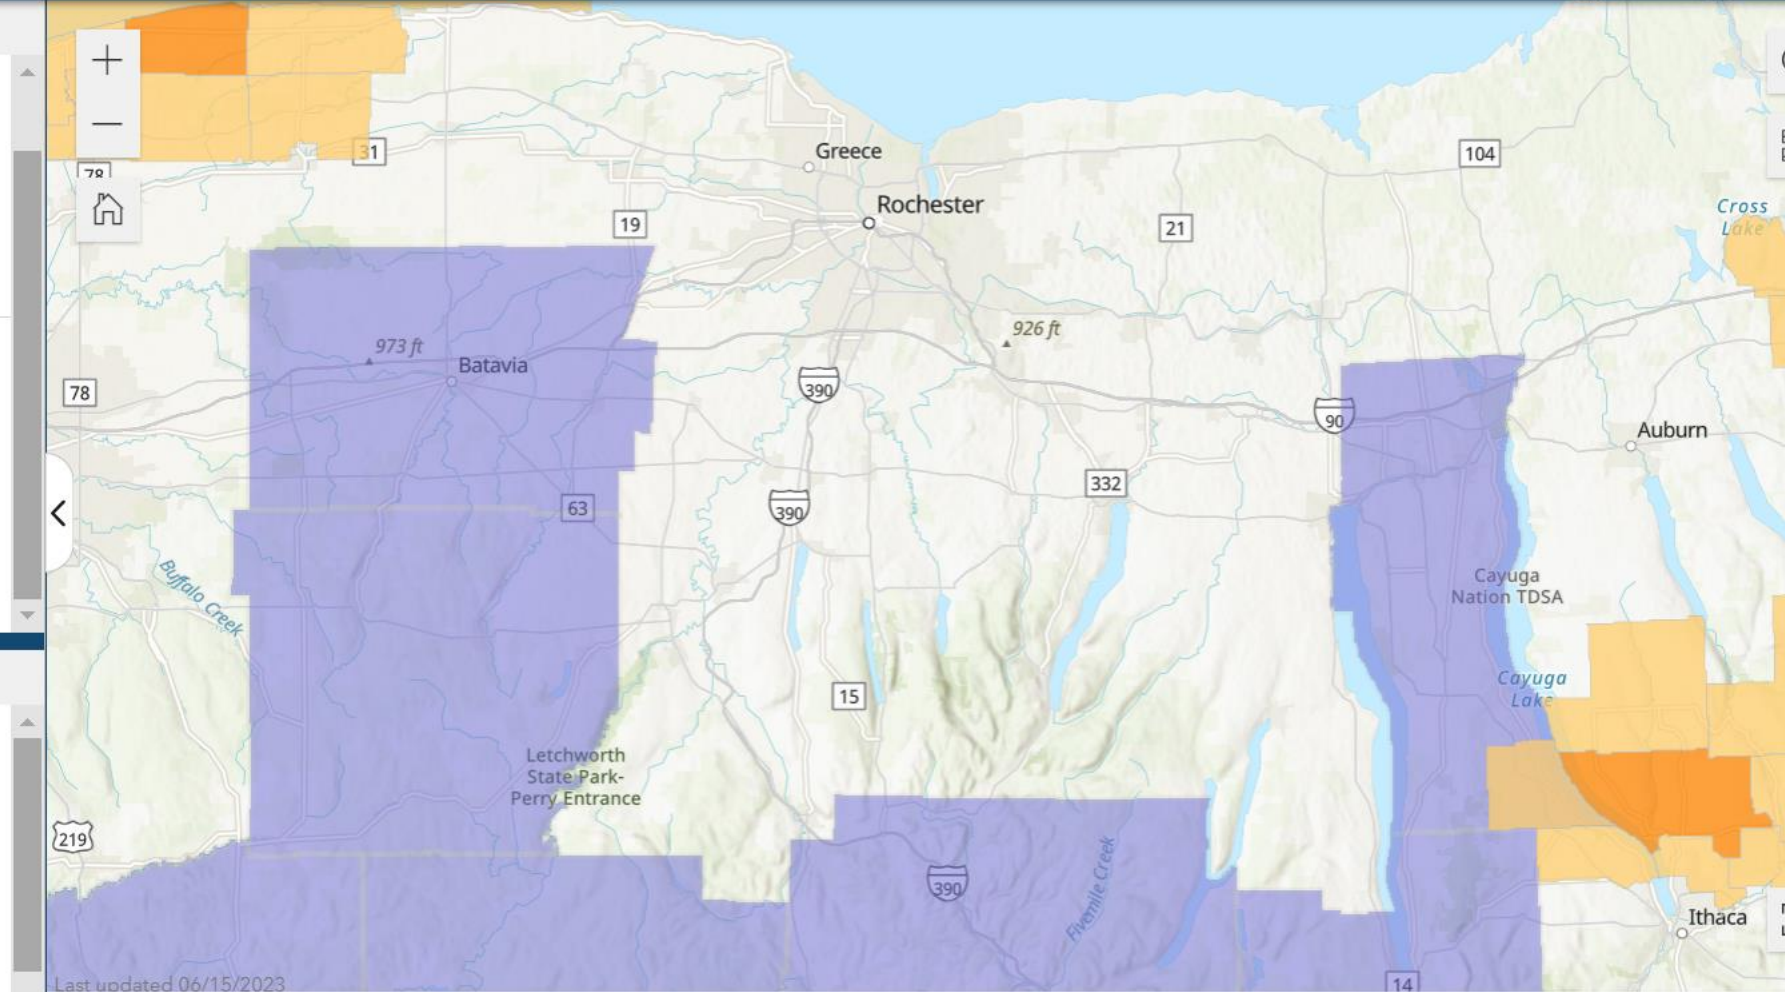 31
Greece
104
78
Rochester
Cross
Lake
19
21
926 ft
973 ft
Batavia
390
78
90
Auburn
332
63
390
Buffalo Creek
Cayuga
Nation TDSA
Cayuga
Lake
15
Letchworth
State Park-
Perry Entrance
219
390
Fivemile Creek
Ithaca
Last updated 06/15/2023
14